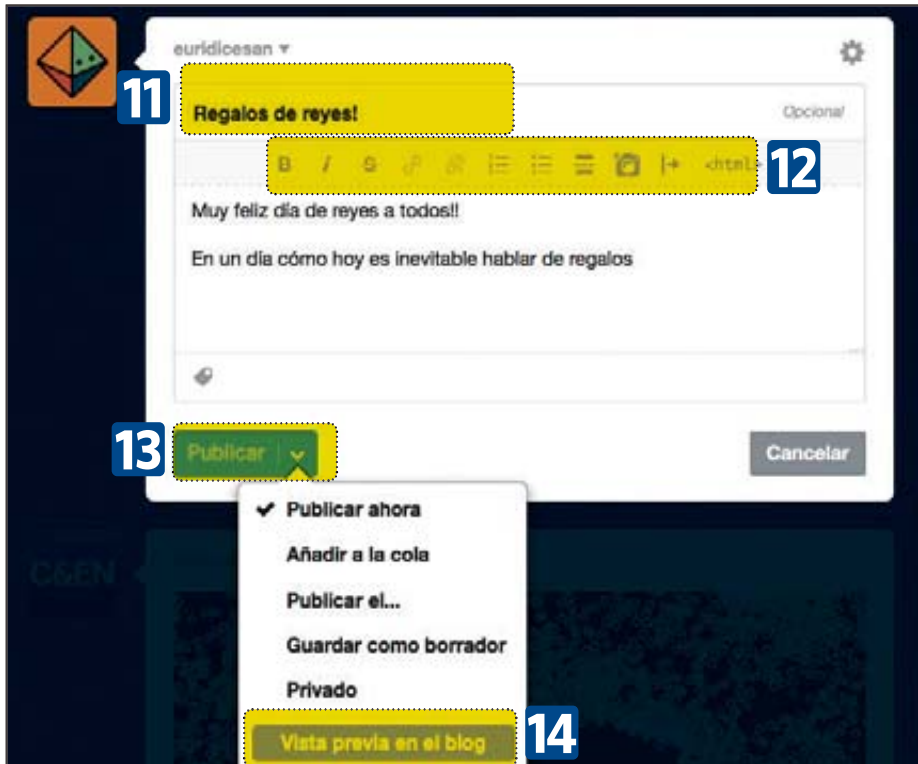 euridicesan
11
Regalos de reyes!
Opcional
B I S <html>
12
Muy feliz día de reyes a todos!!
En un día cómo hoy es inevitable hablar de regalos
13
Publicar
Cancelar
Publicar ahora
C&EN
Añadir a la cola
Publicar el...
Guardar como borrador
Privado
Vista previa en el blog
14